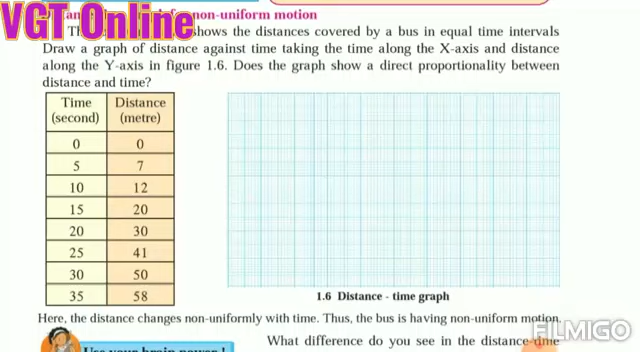 VGT Online
non-uniform motion
shows the distances covered by a bus in equal time intervals
Draw a graph of distance against time taking the time along the X-axis and distance
along the Y-axis in figure 1.6. Does the graph show a direct proportionality between
distance and time?
Time Distance
(second) (metre)
0 0
5 7
10 12
15 20
20 30
25 41
30 50
35 58
1.6 Distance - time graph
Here, the distance changes non-uniformly with time. Thus, the bus is having non-uniform motion.
FILMIGO
Use your brain power !
What difference do you see in the distance-time